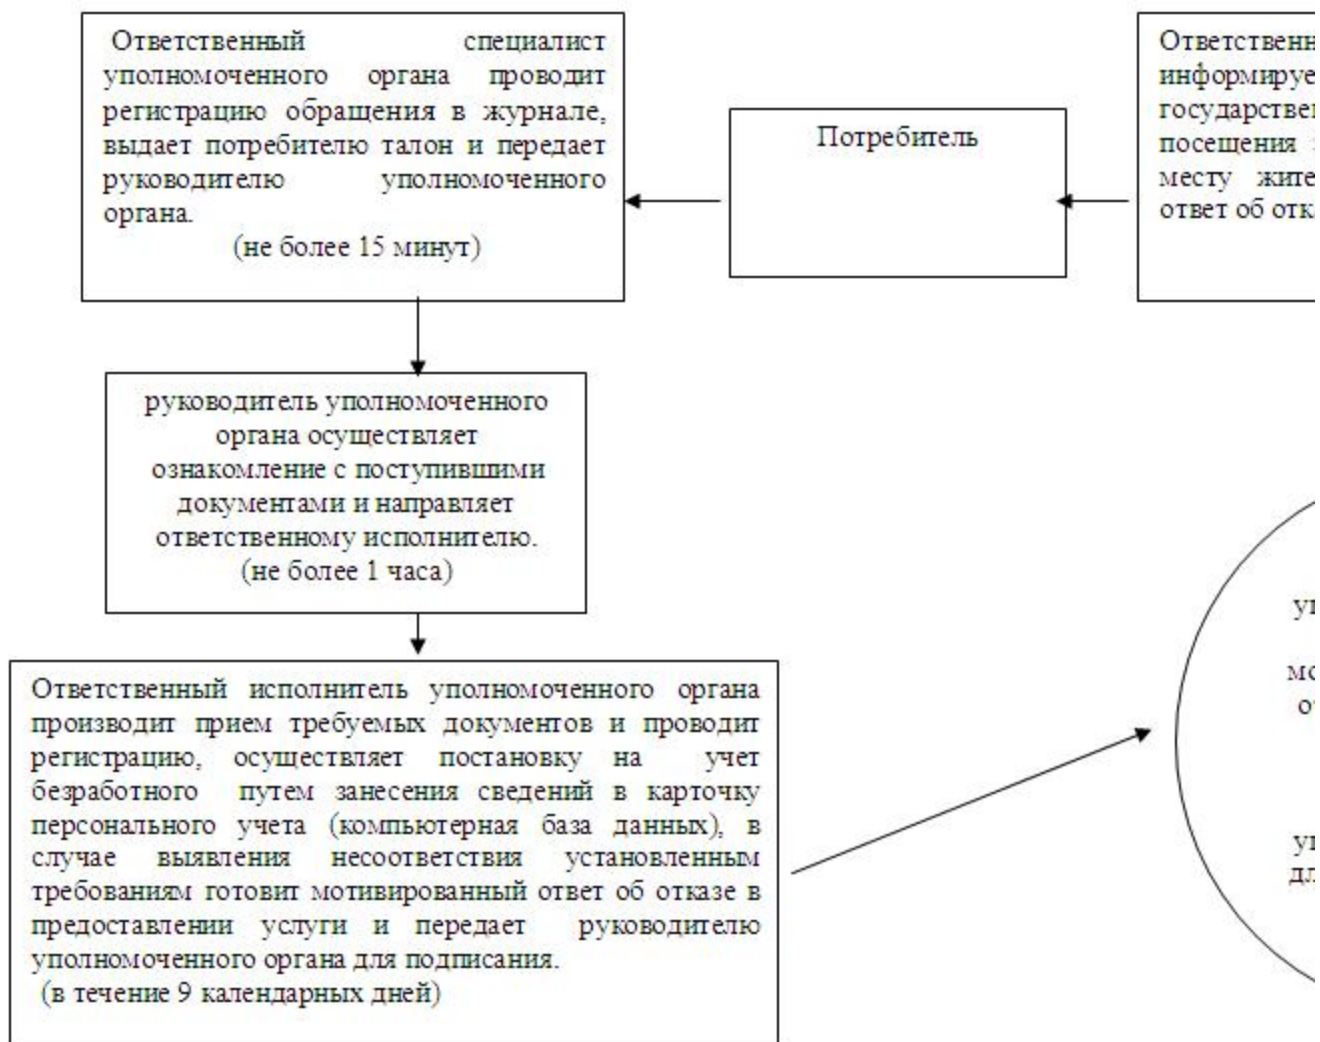 Ответственный специалист
уполномоченного органа проводит
регистрацию обращения в журнале,
выдает потребителю талон и передает
руководителю уполномоченного
органа.
(не более 15 минут)
Потребитель
посещения
месту
ответ об
руководитель уполномоченного
органа осуществляет
ознакомление с поступившими
документами и направляет
ответственному исполнителю.
(не более 1 часа)
Ответственный исполнитель уполномоченного органа
производит прием требуемых документов и проводит
регистрацию, осуществляет постановку на учет
безработного путем занесения сведений в карточку
персонального учета (компьютерная база данных), в
случае выявления несоответствия установленным
требованиям готовит мотивированный ответ об отказе в
предоставлении услуги и передает руководителю
уполномоченного органа для подписания.
(в течение 9 календарных дней)